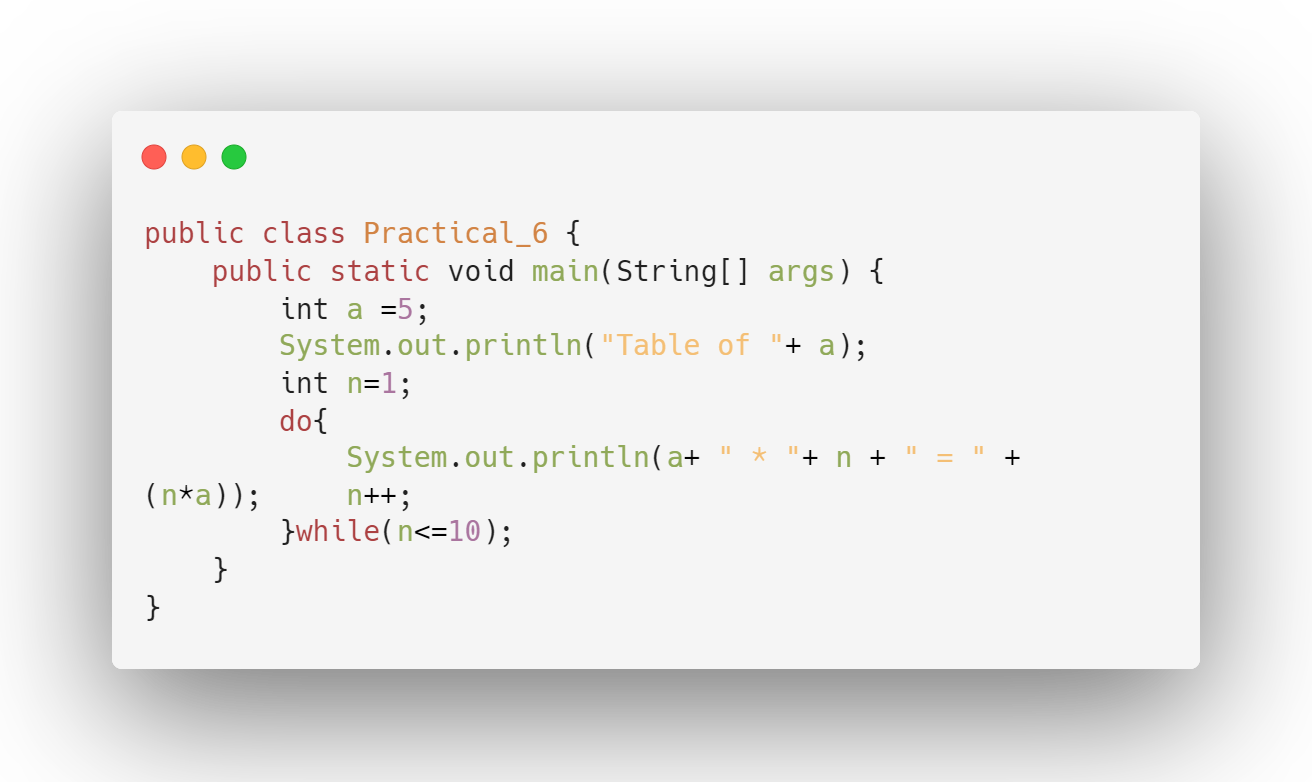 public class Practical_6 {
    public static void main(String[] args) {
        int a =5;
        System.out.println("Table of "+ a);
        int n=1;
        do{
            System.out.println(a+ " * "+ n + " = " +
(n*a));     n++;
        }while(n<=10);
    }
}